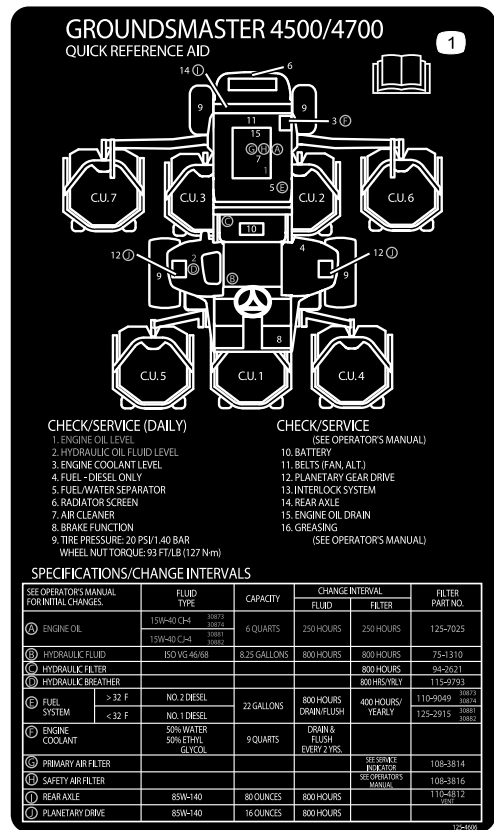 GROUNDSMASTER 4500/4700
QUICK REFERENCE AID
1
14 I
6
9
9
11
3 F
15
G H A
7
1
5 E
C.U.7
C.U.3
C.U.2
C.U.6
C
10
12 J
2
D
9
B
4
12 J
9
8
C.U.5
C.U.1
C.U.4
CHECK/SERVICE (DAILY)
1. ENGINE OIL LEVEL
2. HYDRAULIC OIL FLUID LEVEL
3. ENGINE COOLANT LEVEL
4. FUEL - DIESEL ONLY
5. FUEL/WATER SEPARATOR
6. RADIATOR SCREEN
7. AIR CLEANER
8. BRAKE FUNCTION
9. TIRE PRESSURE: 20 PSI/1.40 BAR
WHEEL NUT TORQUE: 93 FT/LB (127 N·m)
CHECK/SERVICE
(SEE OPERATOR'S MANUAL)
10. BATTERY
11. BELTS (FAN, ALT.)
12. PLANETARY GEAR DRIVE
13. INTERLOCK SYSTEM
14. REAR AXLE
15. ENGINE OIL DRAIN
16. GREASING
(SEE OPERATOR'S MANUAL)
SPECIFICATIONS/CHANGE INTERVALS
SEE OPERATOR'S MANUAL FOR INITIAL CHANGES. FLUID TYPE CAPACITY CHANGE INTERVAL FLUID FILTER FILTER PART NO.
A ENGINE OIL 15W-40 CI-4 30873 30874 15W-40 CJ-4 30881 30882 6 QUARTS 250 HOURS 250 HOURS 125-7025
B HYDRAULIC FLUID ISO VG 46/68 8.25 GALLONS 800 HOURS 800 HOURS 75-1310
C HYDRAULIC FILTER 800 HOURS 94-2621
D HYDRAULIC BREATHER 800 HRS/YRLY 115-9793
E FUEL SYSTEM > 32 F NO. 2 DIESEL < 32 F NO. 1 DIESEL 22 GALLONS 800 HOURS DRAIN/FLUSH 400 HOURS/ YEARLY 110-9049 30873 30874 125-2915 30881 30882
F ENGINE COOLANT 50% WATER 50% ETHYL GLYCOL 9 QUARTS DRAIN & FLUSH EVERY 2 YRS.
G PRIMARY AIR FILTER SEE SERVICE INDICATOR 108-3814
H SAFETY AIR FILTER SEE OPERATOR'S MANUAL 108-3816
I REAR AXLE 85W-140 80 OUNCES 800 HOURS 110-4812 VENT
J PLANETARY DRIVE 85W-140 16 OUNCES 800 HOURS
125-4606